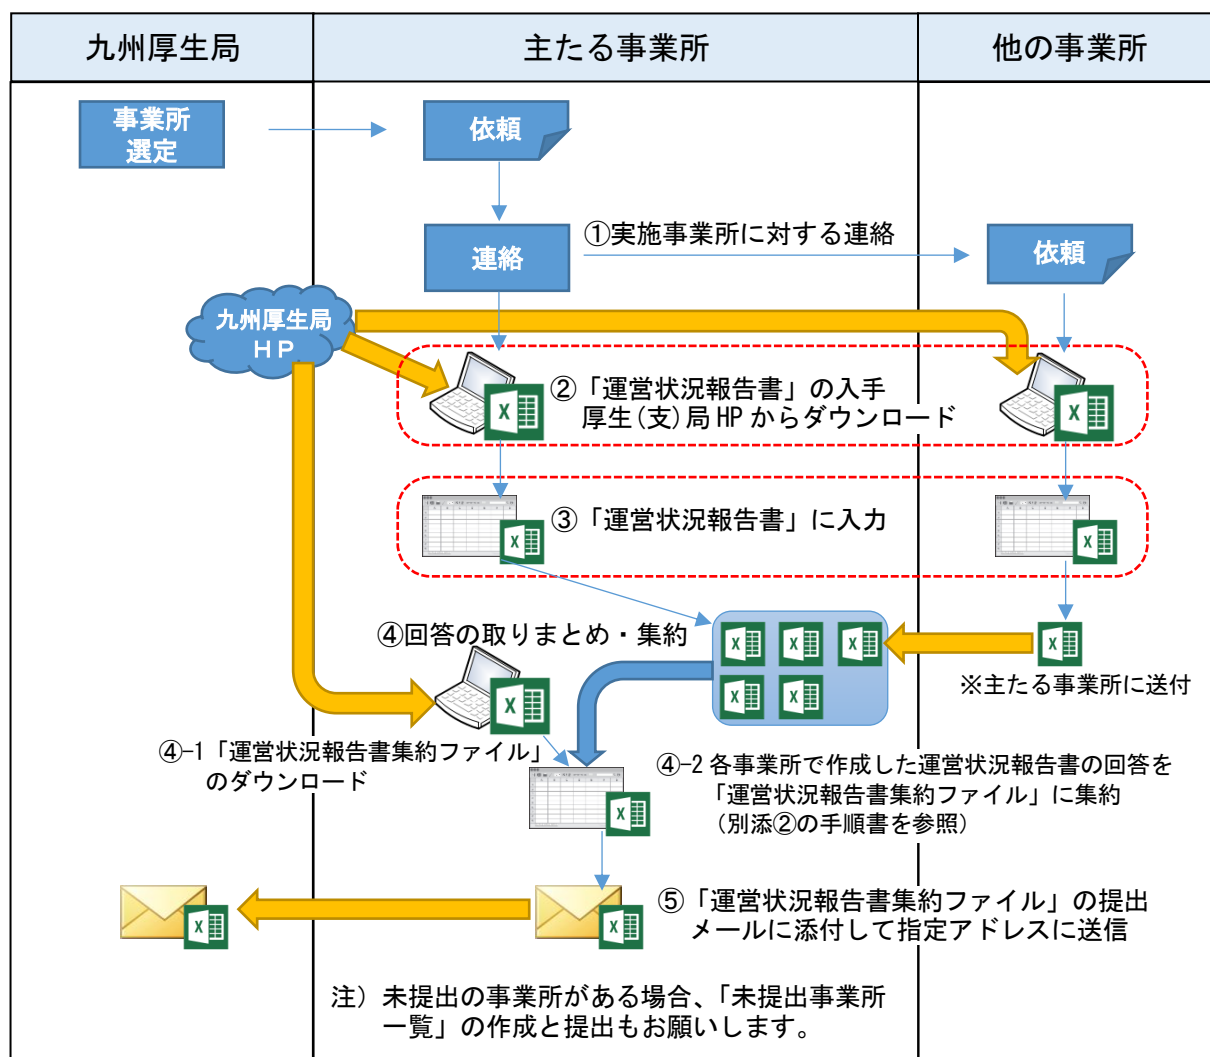 九州厚生局
主たる事業所
他の事業所
事業所
選定
依頼
連絡
①実施事業所に対する連絡
依頼
九州厚生局
ＨＰ
②「運営状況報告書」の入手
厚生(支)局 HP からダウンロード
③「運営状況報告書」に入力
④回答の取りまとめ・集約
※主たる事業所に送付
④-1「運営状況報告書集約ファイル」
のダウンロード
④-2 各事業所で作成した運営状況報告書の回答を
「運営状況報告書集約ファイル」に集約
（別添②の手順書を参照）
⑤「運営状況報告書集約ファイル」の提出
メールに添付して指定アドレスに送信
注）未提出の事業所がある場合、「未提出事業所
一覧」の作成と提出もお願いします。